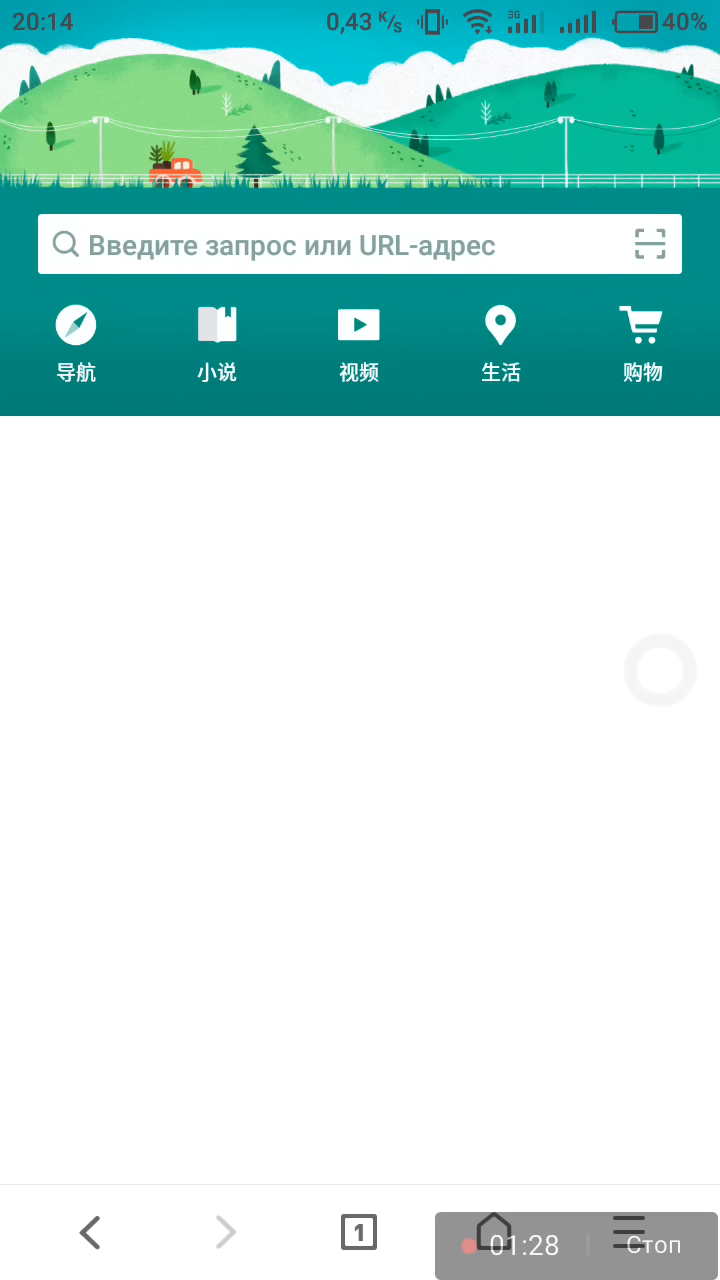 20:14 0,43 K/s 3G 40%
Введите запрос или URL-адрес
导航 小说 视频 生活 购物
1 01:28 Стоп